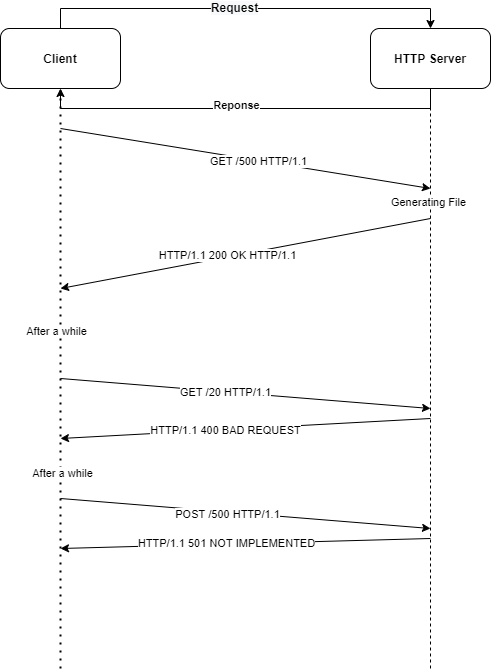 Request
Client
HTTP Server
Reponse
GET /500 HTTP/1.1
Generating File
HTTP/1.1 200 OK HTTP/1.1
After a while
GET /20 HTTP/1.1
HTTP/1.1 400 BAD REQUEST
After a while
POST /500 HTTP/1.1
HTTP/1.1 501 NOT IMPLEMENTED